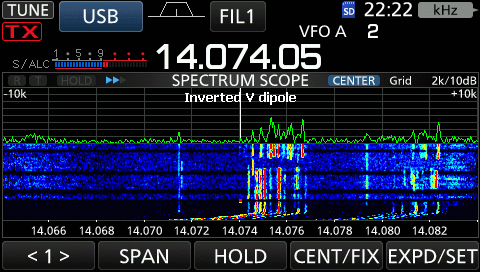 TUNE USB FIL1 SD 22:22 kHz
TX VFO A 2
S/ALC 1 5 9 14.074.05
R T HOLD SPECTRUM SCOPE CENTER Grid 2k/10dB
-10k Inverted V dipole +10k
14.066 14.068 14.070 14.072 14.074 14.076 14.078 14.080 14.082
< 1 > SPAN HOLD CENT/FIX EXPD/SET